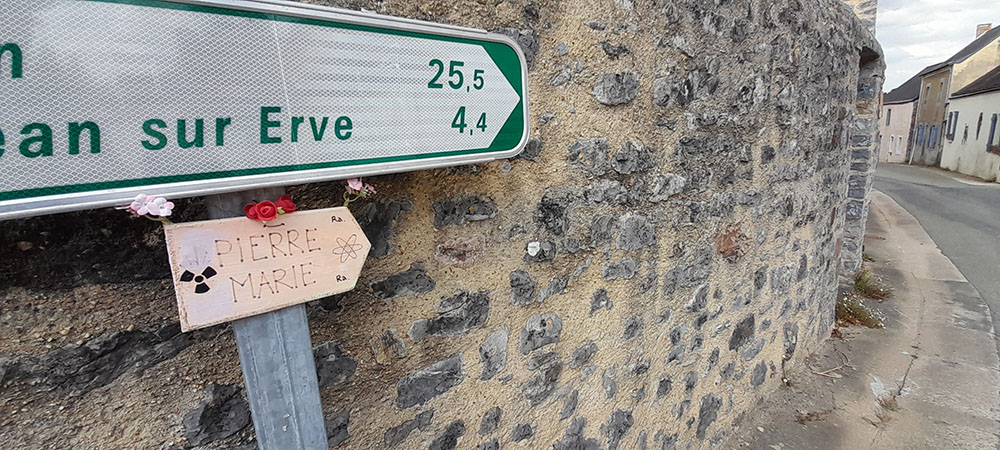 n 25,5
ean sur Erve 4,4
Ra.
PIERRE
MARIE
Ra.